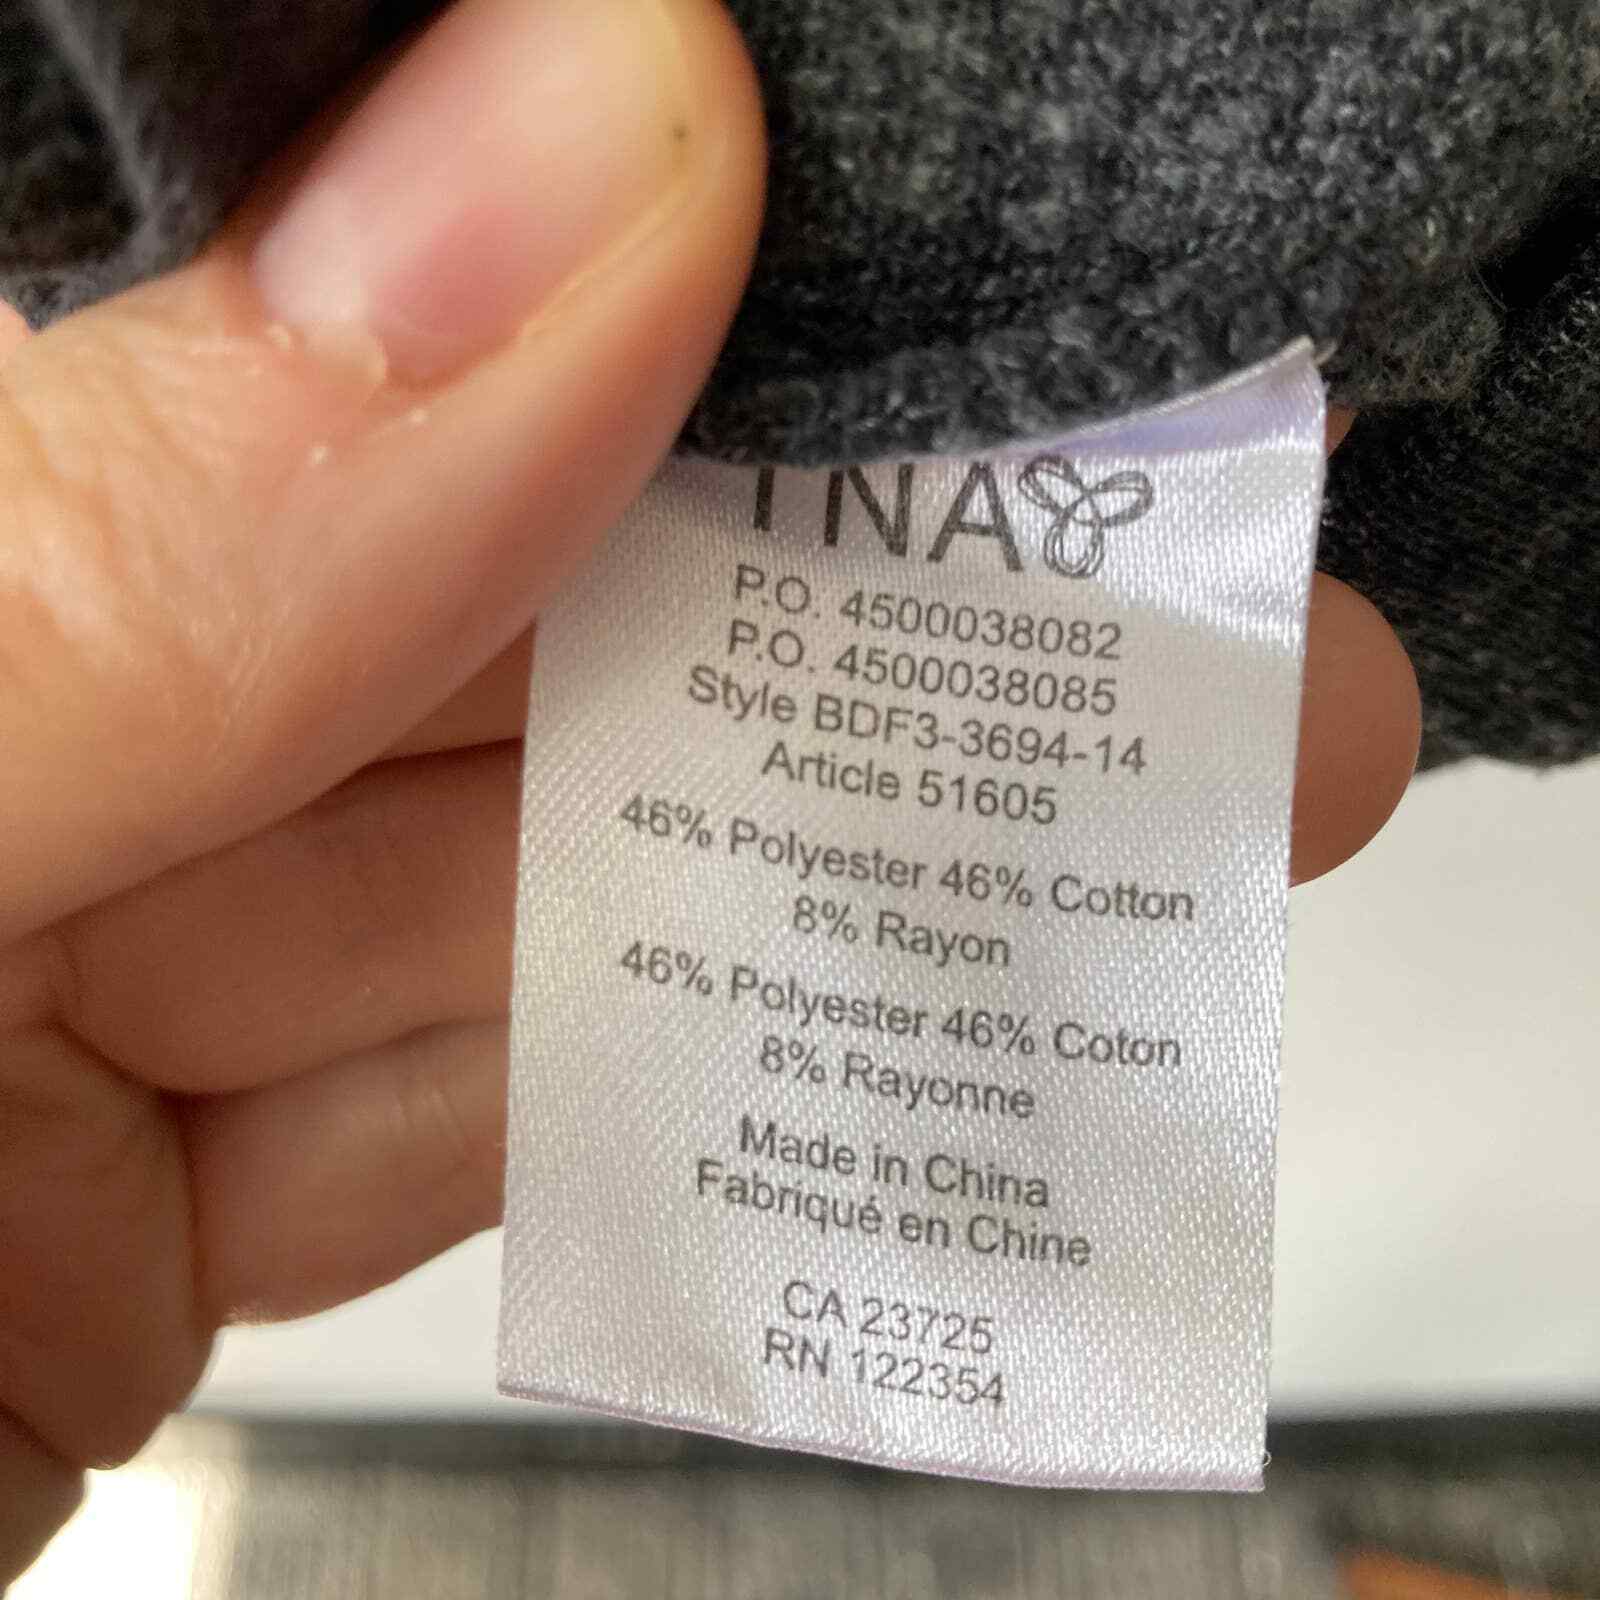 TNA
P.O. 4500038082
P.O. 4500038085
Style BDF3-3694-14
Article 51605
46% Polyester 46% Cotton
8% Rayon
46% Polyester 46% Coton
8% Rayonne
Made in China
Fabriqué en Chine
CA 23725
RN 122354